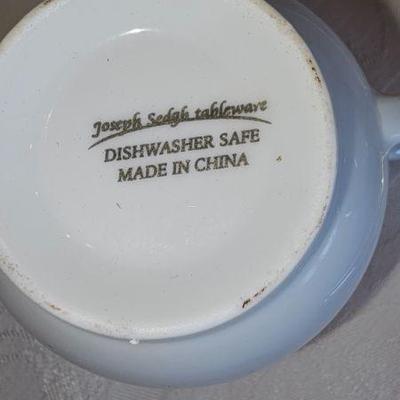 Joseph Sedgh tableware
DISHWASHER SAFE
MADE IN CHINA